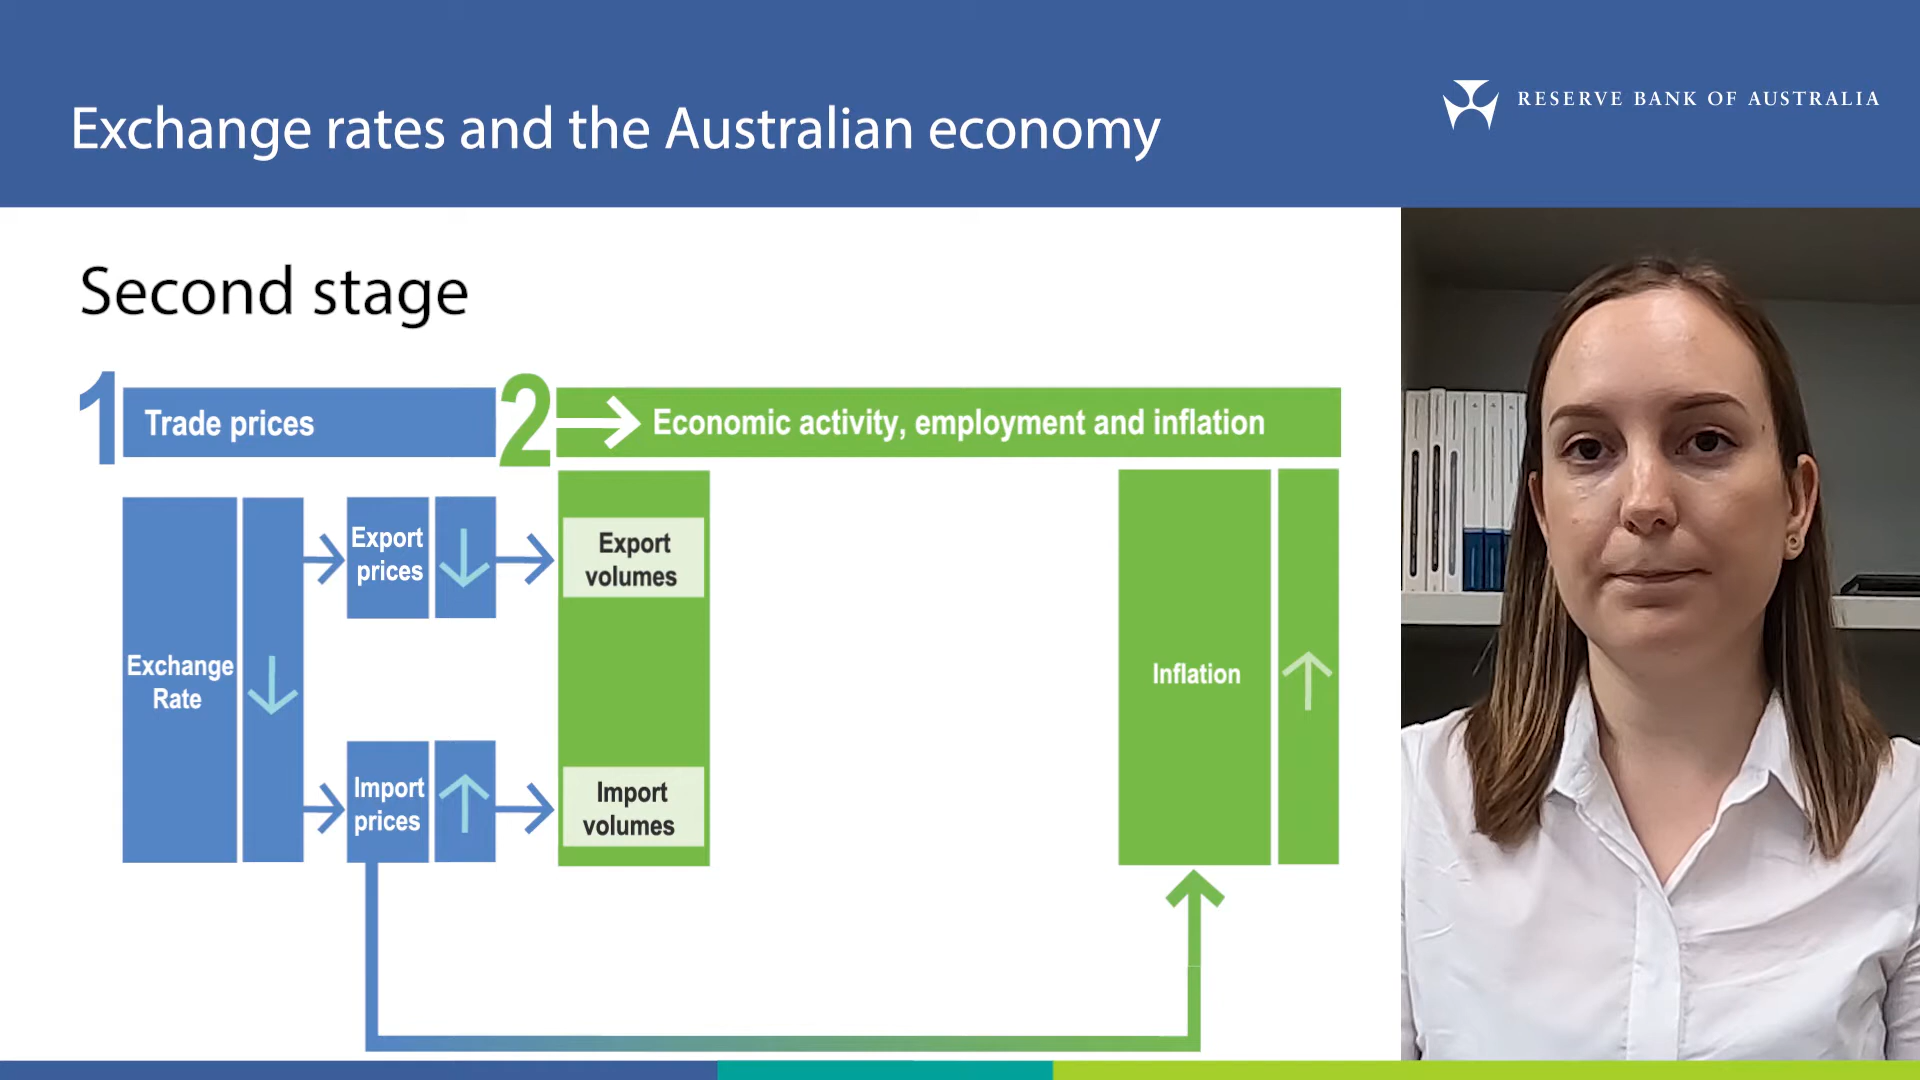 Exchange rates and the Australian economy
RESERVE BANK OF AUSTRALIA
Second stage
1
Trade prices
2
Economic activity, employment and inflation
Exchange
Rate
Export
prices
Export
volumes
Import
prices
Import
volumes
Inflation